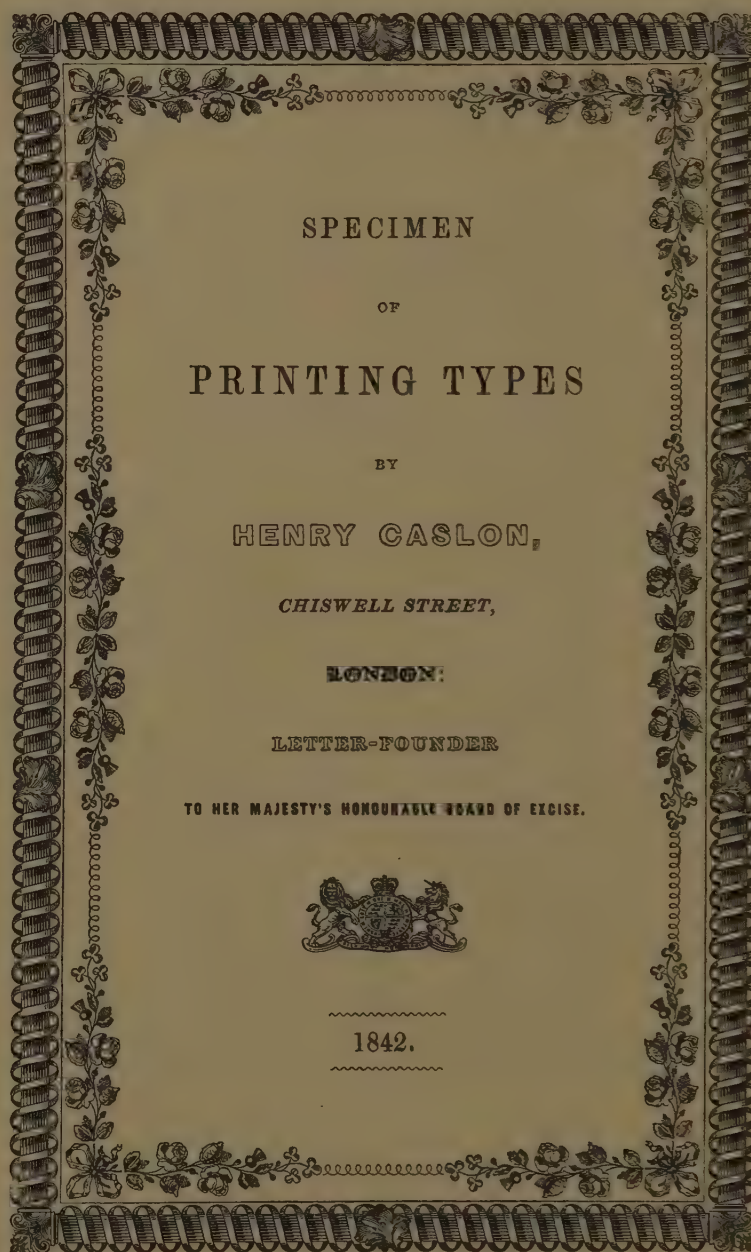 SPECIMEN
OF
PRINTING TYPES
BY
HENRY CASLON,
CHISWELL STREET,
LONDON:
LETTER-FOUNDER
TO HER MAJESTY'S HONOURABLE BOARD OF EXCISE.
1842.